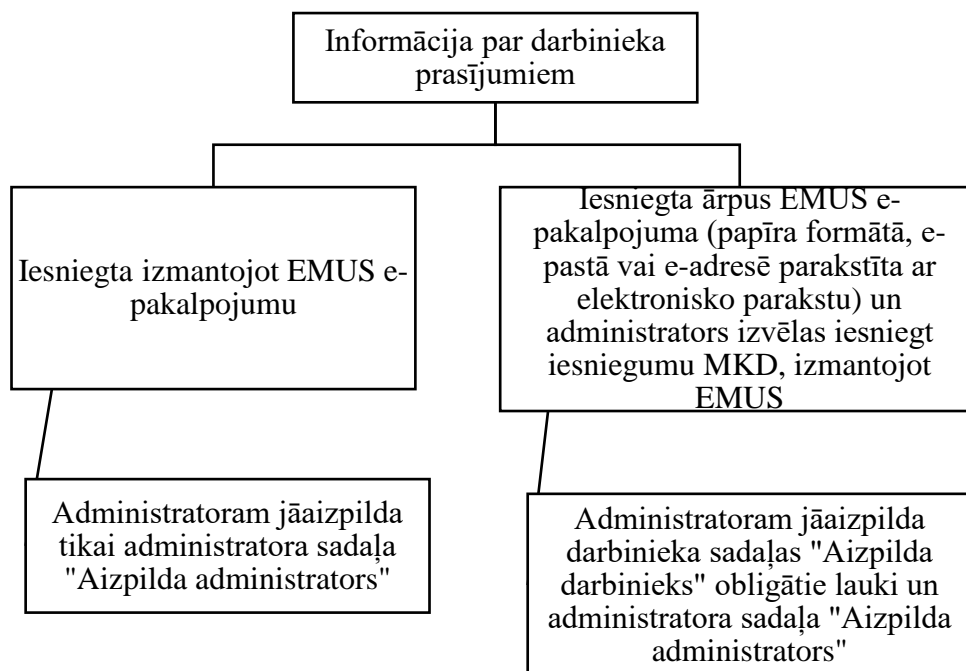 Informācija par darbinieka
prasījumiem
Iesniegta izmantojot EMUS e-
pakalpojumu
Iesniegta ārpus EMUS e-
pakalpojuma (papīra formātā, e-
pastā vai e-adresē parakstīta ar
elektronisko parakstu) un
administrators izvēlas iesniegt
iesniegumu MKD, izmantojot
EMUS
Administratoram jāaizpilda
tikai administratora sadaļa
"Aizpilda administrators"
Administratoram jāaizpilda
darbinieka sadaļas "Aizpilda
darbinieks" obligātie lauki un
administratora sadaļa "Aizpilda
administrators"